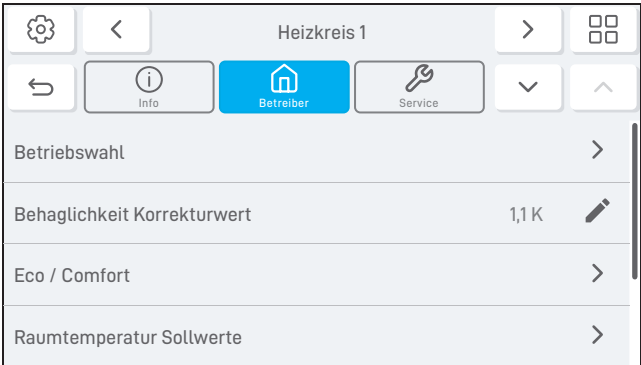 Heizkreis 1
Info
Betreiber
Service
Betriebswahl
Behaglichkeit Korrekturwert 1,1 K
Eco / Comfort
Raumtemperatur Sollwerte